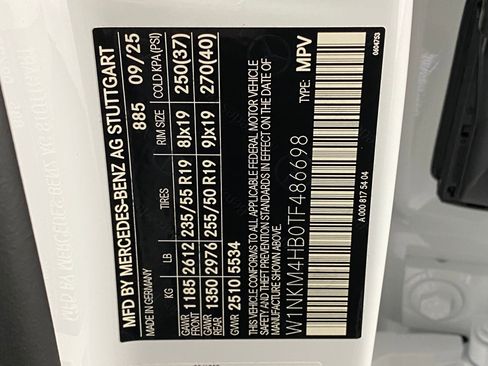 MFD BY MERCEDES-BENZ AG STUTTGART
MADE IN GERMANY 885 09/25
KG LB TIRES RIM SIZE COLD KPA (PSI)
GAWR FRONT 1185 2612 235/55 R19 8Jx19 250(37)
GAWR REAR 1350 2976 255/50 R19 9Jx19 270(40)
GVWR 2510 5534
THIS VEHICLE CONFORMS TO ALL APPLICABLE FEDERAL MOTOR VEHICLE
SAFETY AND THEFT PREVENTION STANDARDS IN EFFECT ON THE DATE OF
MANUFACTURE SHOWN ABOVE.
TYPE: MPV
W1NKM4HB0TF486698
A 000 817 54 04